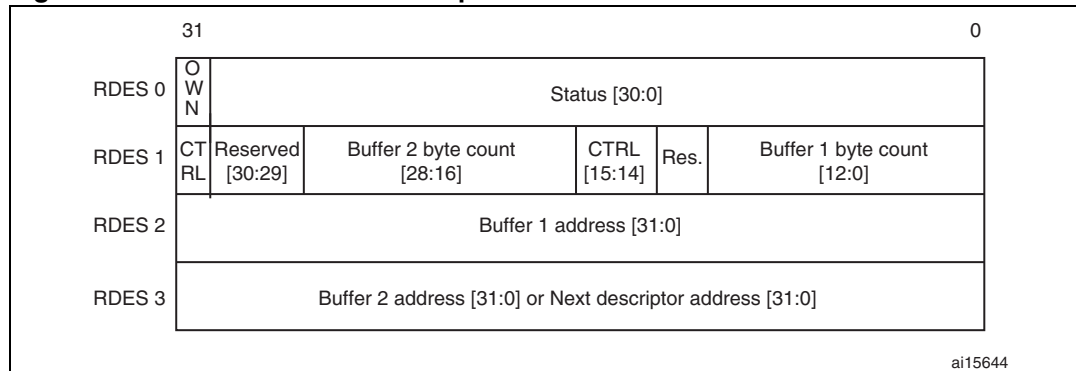 31 0
RDES 0
O
W
N
Status [30:0]
RDES 1
CT
RL
Reserved
[30:29]
Buffer 2 byte count
[28:16]
CTRL
[15:14]
Res.
Buffer 1 byte count
[12:0]
RDES 2
Buffer 1 address [31:0]
RDES 3
Buffer 2 address [31:0] or Next descriptor address [31:0]
ai15644